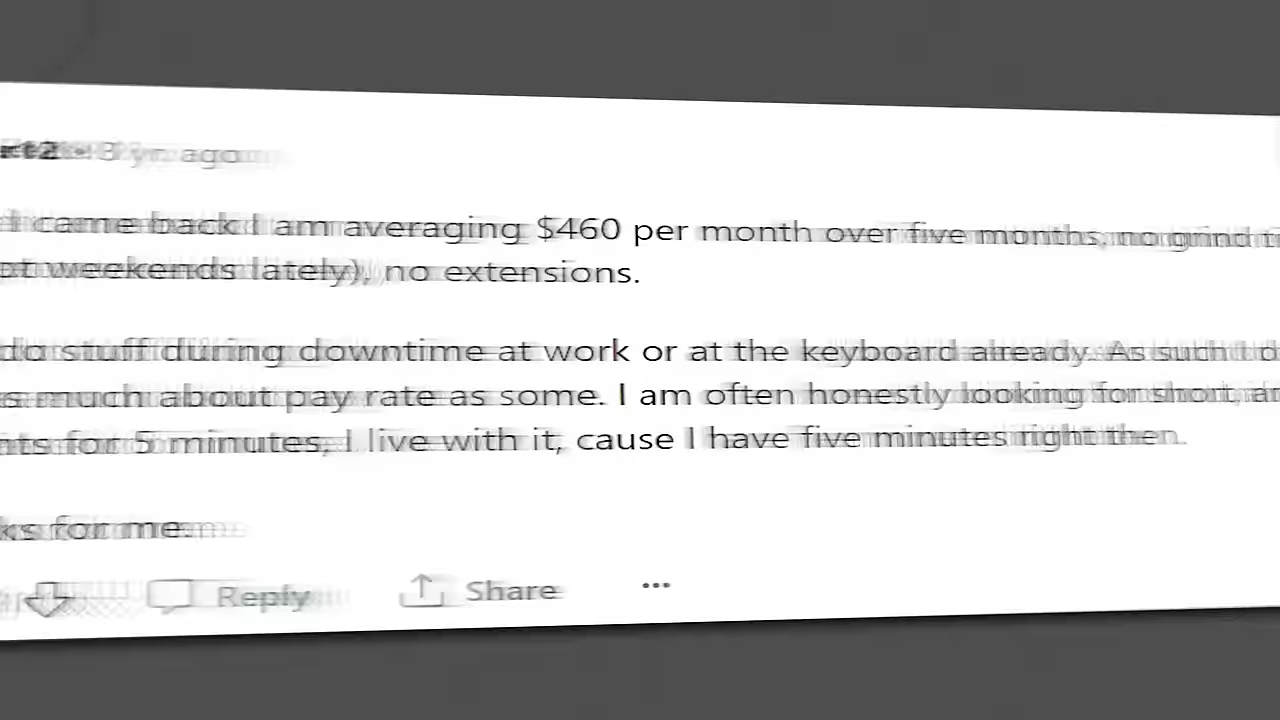 3 yr. ago
I came back I am averaging $460 per month over five months, no grind
weekends lately), no extensions.
do stuff during downtime at work or at the keyboard already. As such I
much about pay rate as some. I am often honestly looking for short,
for 5 minutes, I live with it, cause I have five minutes right then.
for me.
Reply Share ...